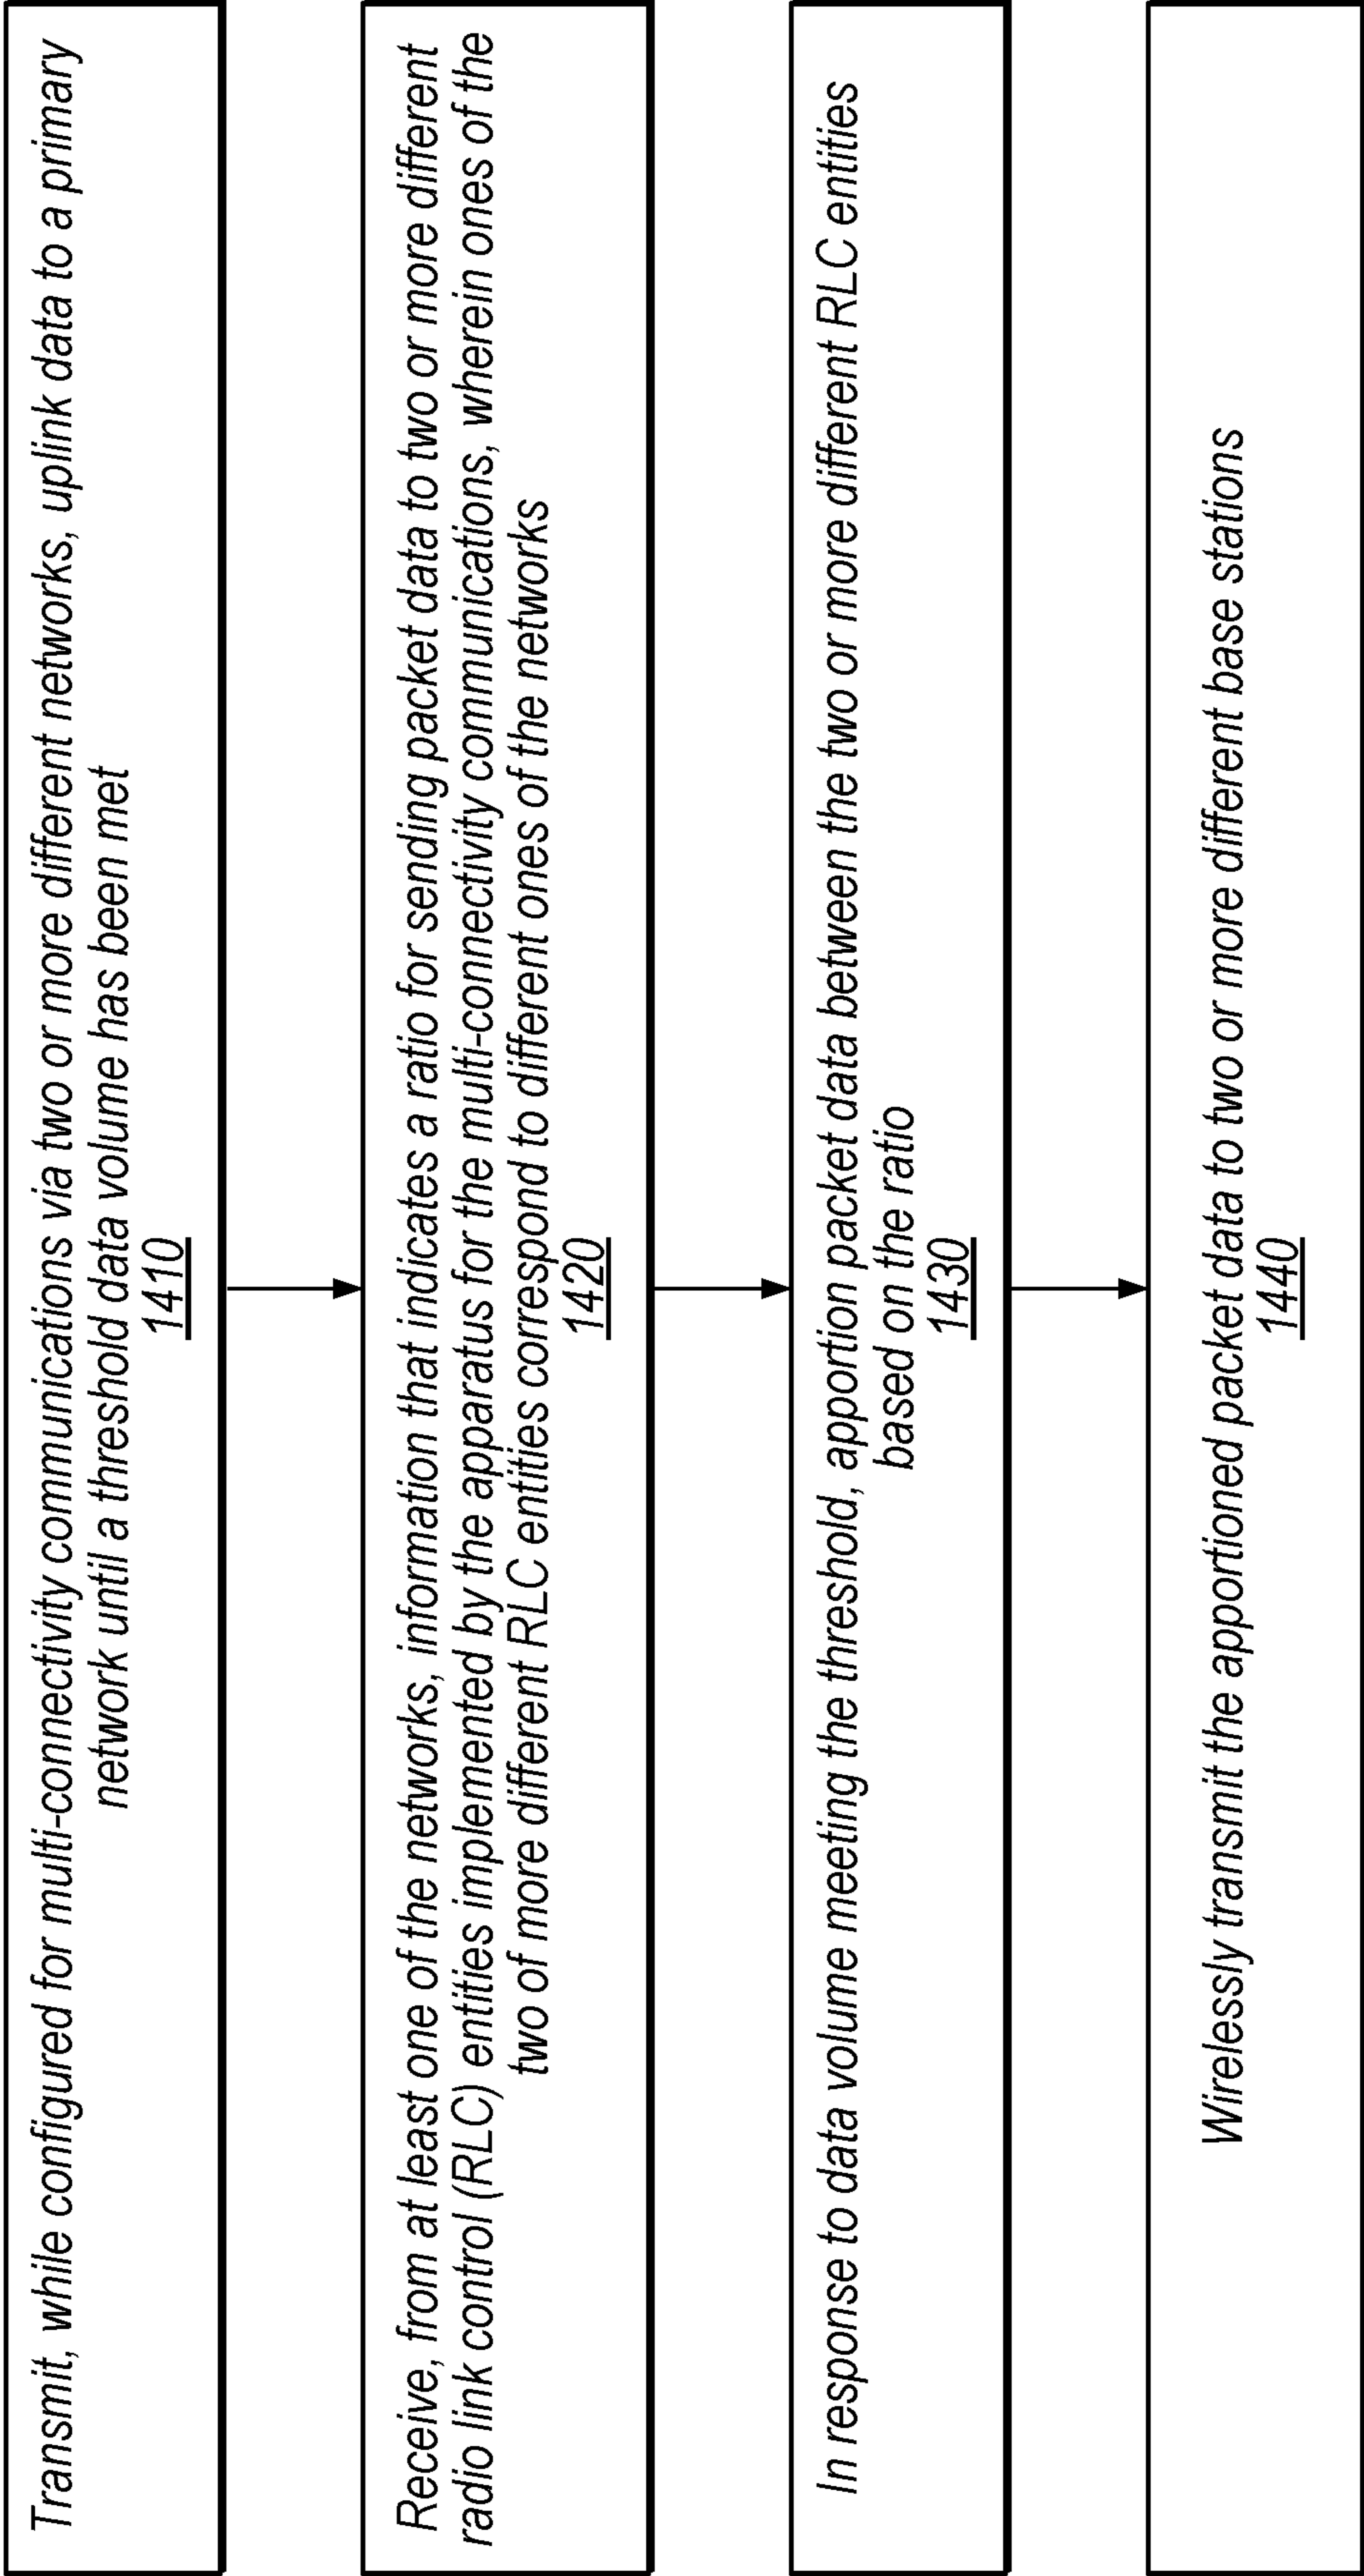 Transmit, while configured for multi-connectivity communications via two or more different networks, uplink data to a primary
network until a threshold data volume has been met
1410
Receive, from at least one of the networks, information that indicates a ratio for sending packet data to two or more different
radio link control (RLC) entities implemented by the apparatus for the multi-connectivity communications, wherein ones of the
two of more different RLC entities correspond to different ones of the networks
1420
In response to data volume meeting the threshold, apportion packet data between the two or more different RLC entities
based on the ratio
1430
Wirelessly transmit the apportioned packet data to two or more different base stations
1440